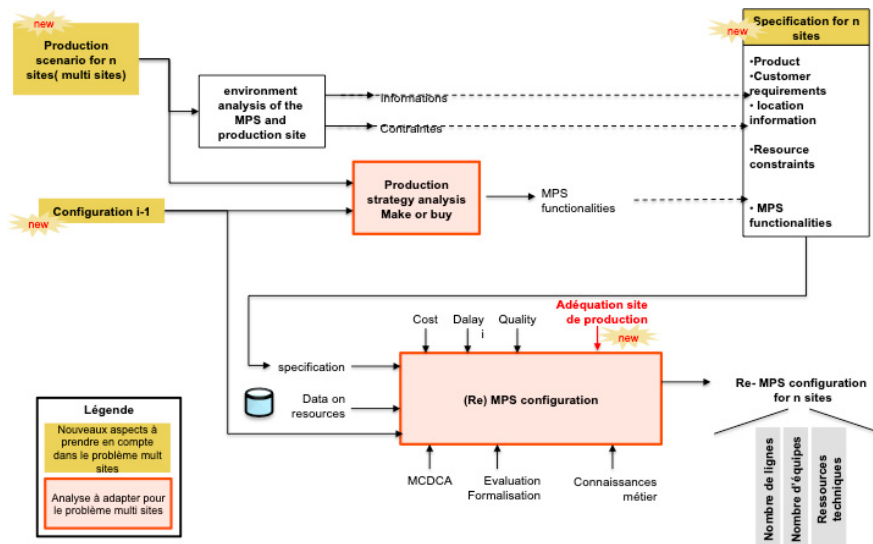 new
Production
scenario for n
sites( multi sites)
environment
analysis of the
MPS and
production site
Informations
Contraintes
new
Specification for n
sites
•Product
•Customer
requirements
• location
information
•Resource
constraints
• MPS
functionalities
Production
strategy analysis
Make or buy
MPS
functionalities
Configuration i-1
new
Cost
Dalay
i
Quality
Adéquation site
de production
new
specification
Data on
resources
(Re) MPS configuration
Re- MPS configuration
for n sites
MCDCA
Evaluation
Formalisation
Connaissances
métier
Nombre de lignes
Nombre d'équipes
Ressources
techniques
Légende
Nouveaux aspects à
prendre en compte
dans le problème mult
sites
Analyse à adapter pour
le problème multi sites